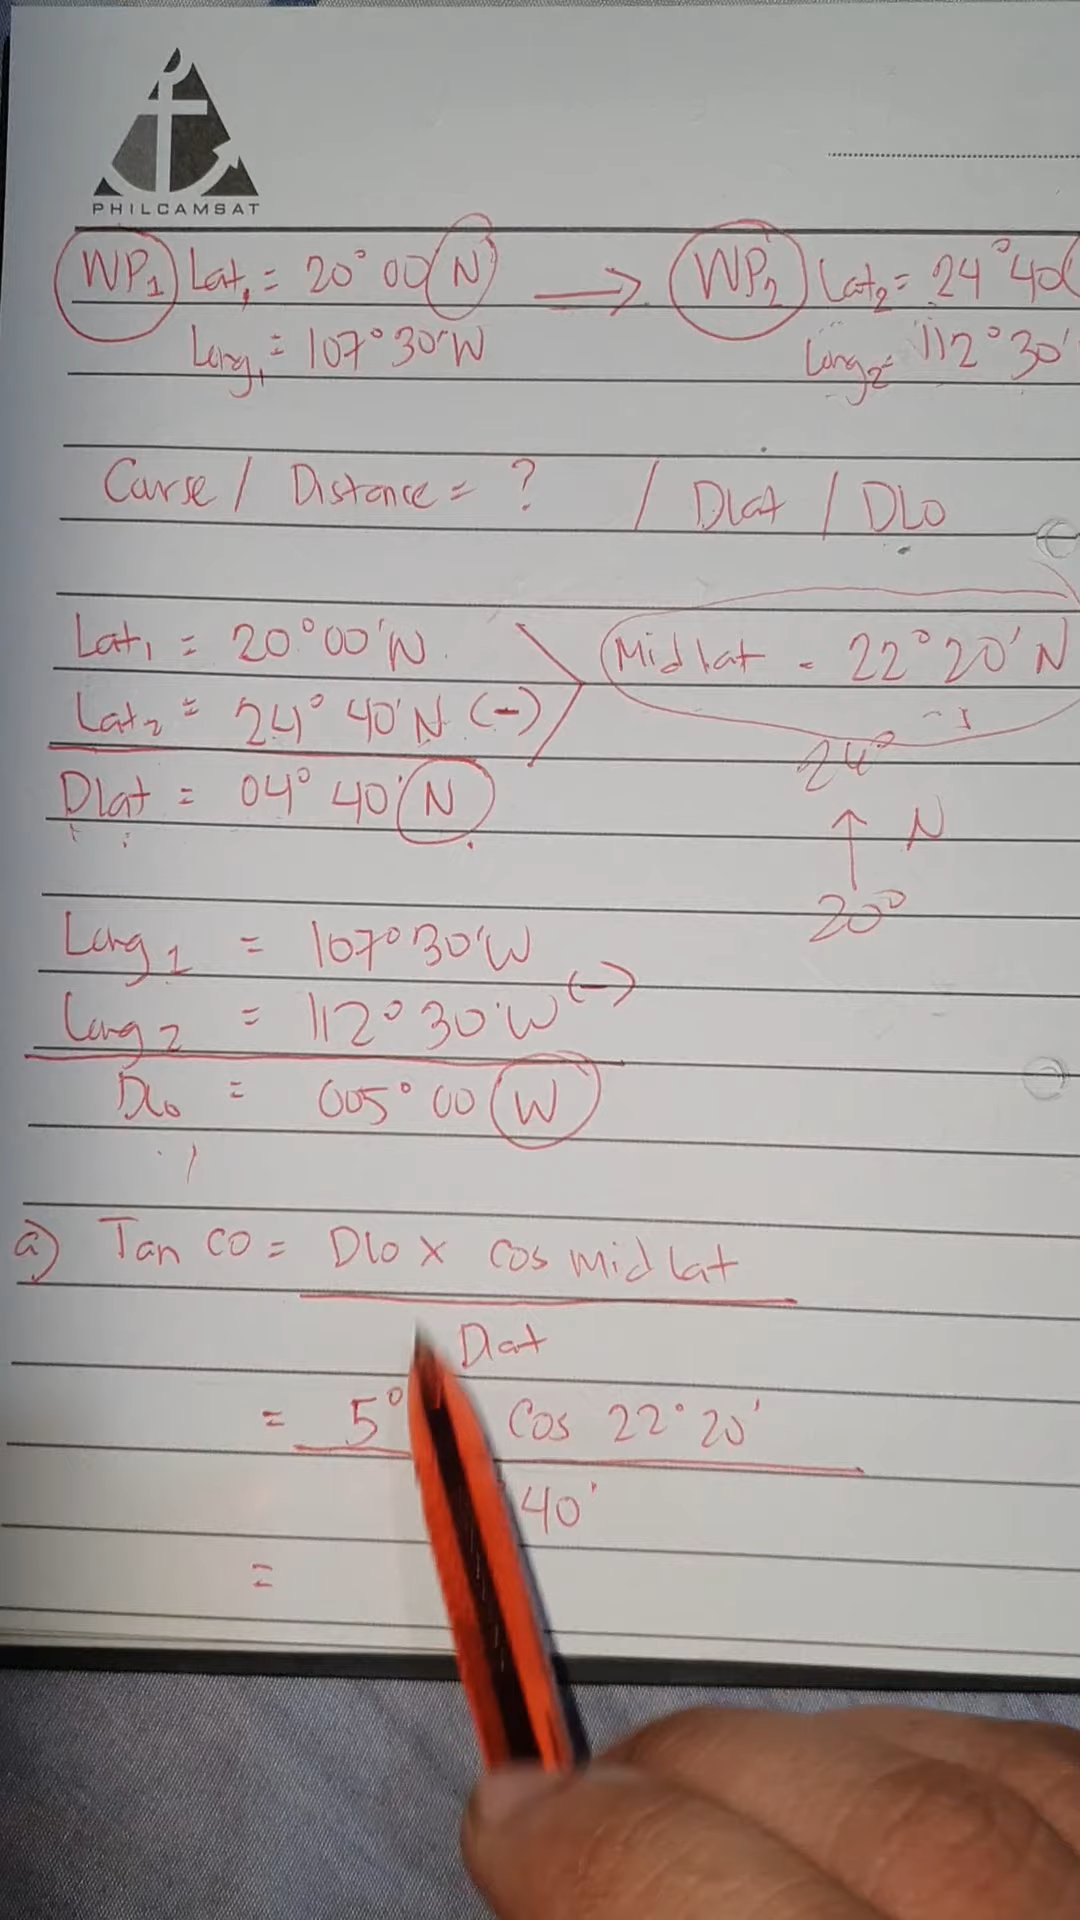 PHILCAMSAT
WP1 Lat1 = 20°00 N → WP2 Lat2 = 24°40
Long1 = 107°30'W Long2 = 112°30'
Course / Distance = ? / DLat / DLo
Lat1 = 20°00'N
Mid lat = 22°20'N
Lat2 = 24°40'N (-)
24°
Dlat = 04°40' N
N
20°
Long1 = 107°30'W
(-)
Long2 = 112°30'W
DLo = 005°00 W
a) Tan CO = DLo x cos mid Lat
Dlat
= 5° Cos 22°20'
40'
=